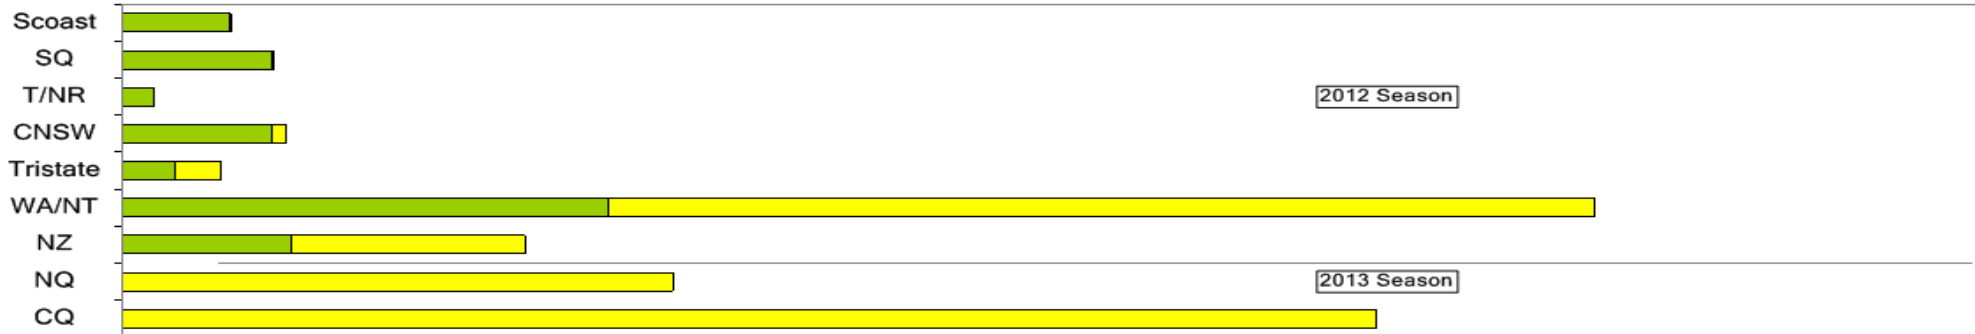 Scoast
SQ
T/NR
2012 Season
CNSW
Tristate
WA/NT
NZ
NQ
2013 Season
CQ